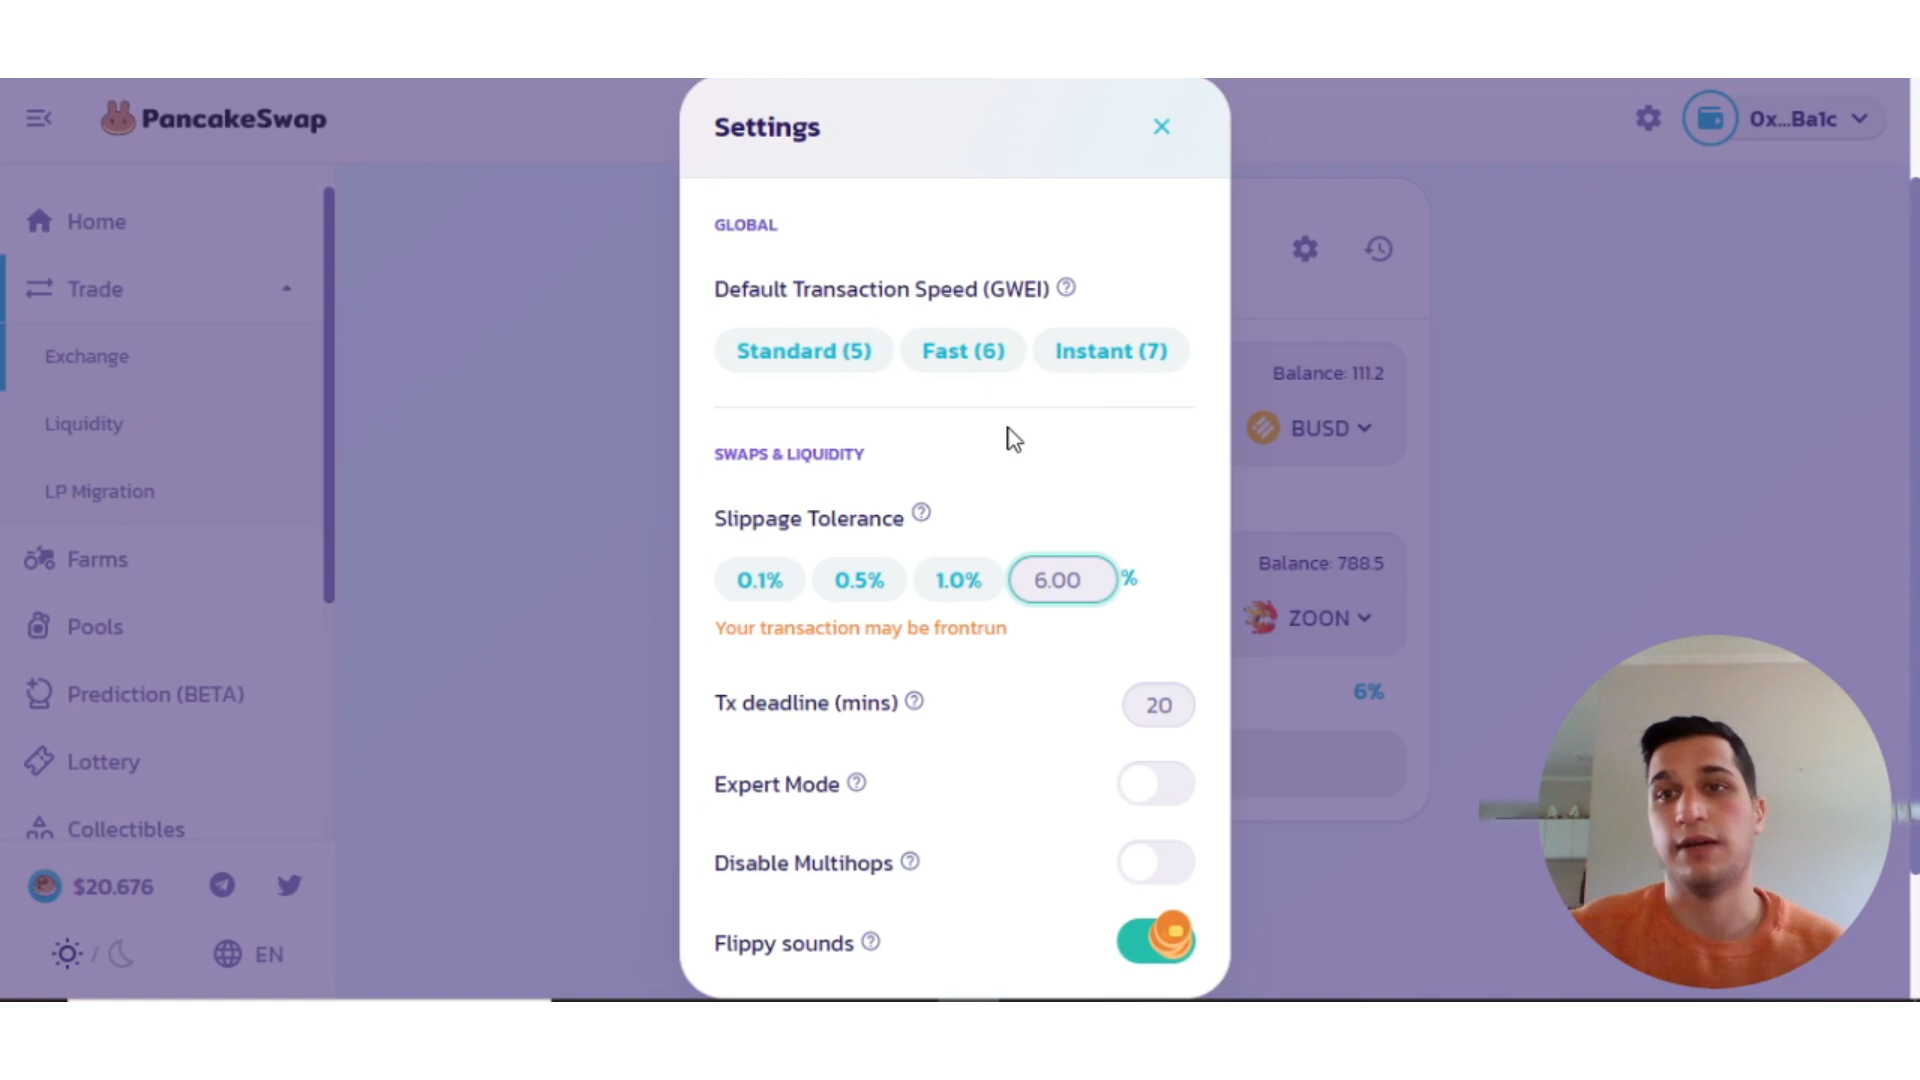 PancakeSwap
0x...Ba1c
Home
Trade
Exchange
Liquidity
LP Migration
Farms
Pools
Prediction (BETA)
Lottery
Collectibles
$20.676
/
EN
Settings
GLOBAL
Default Transaction Speed (GWEI)
Standard (5) Fast (6) Instant (7)
SWAPS & LIQUIDITY
Slippage Tolerance
0.1% 0.5% 1.0% 6.00 %
Your transaction may be frontrun
Tx deadline (mins) 20
Expert Mode
Disable Multihops
Flippy sounds
Balance: 111.2
BUSD
Balance: 788.5
ZOON
6%